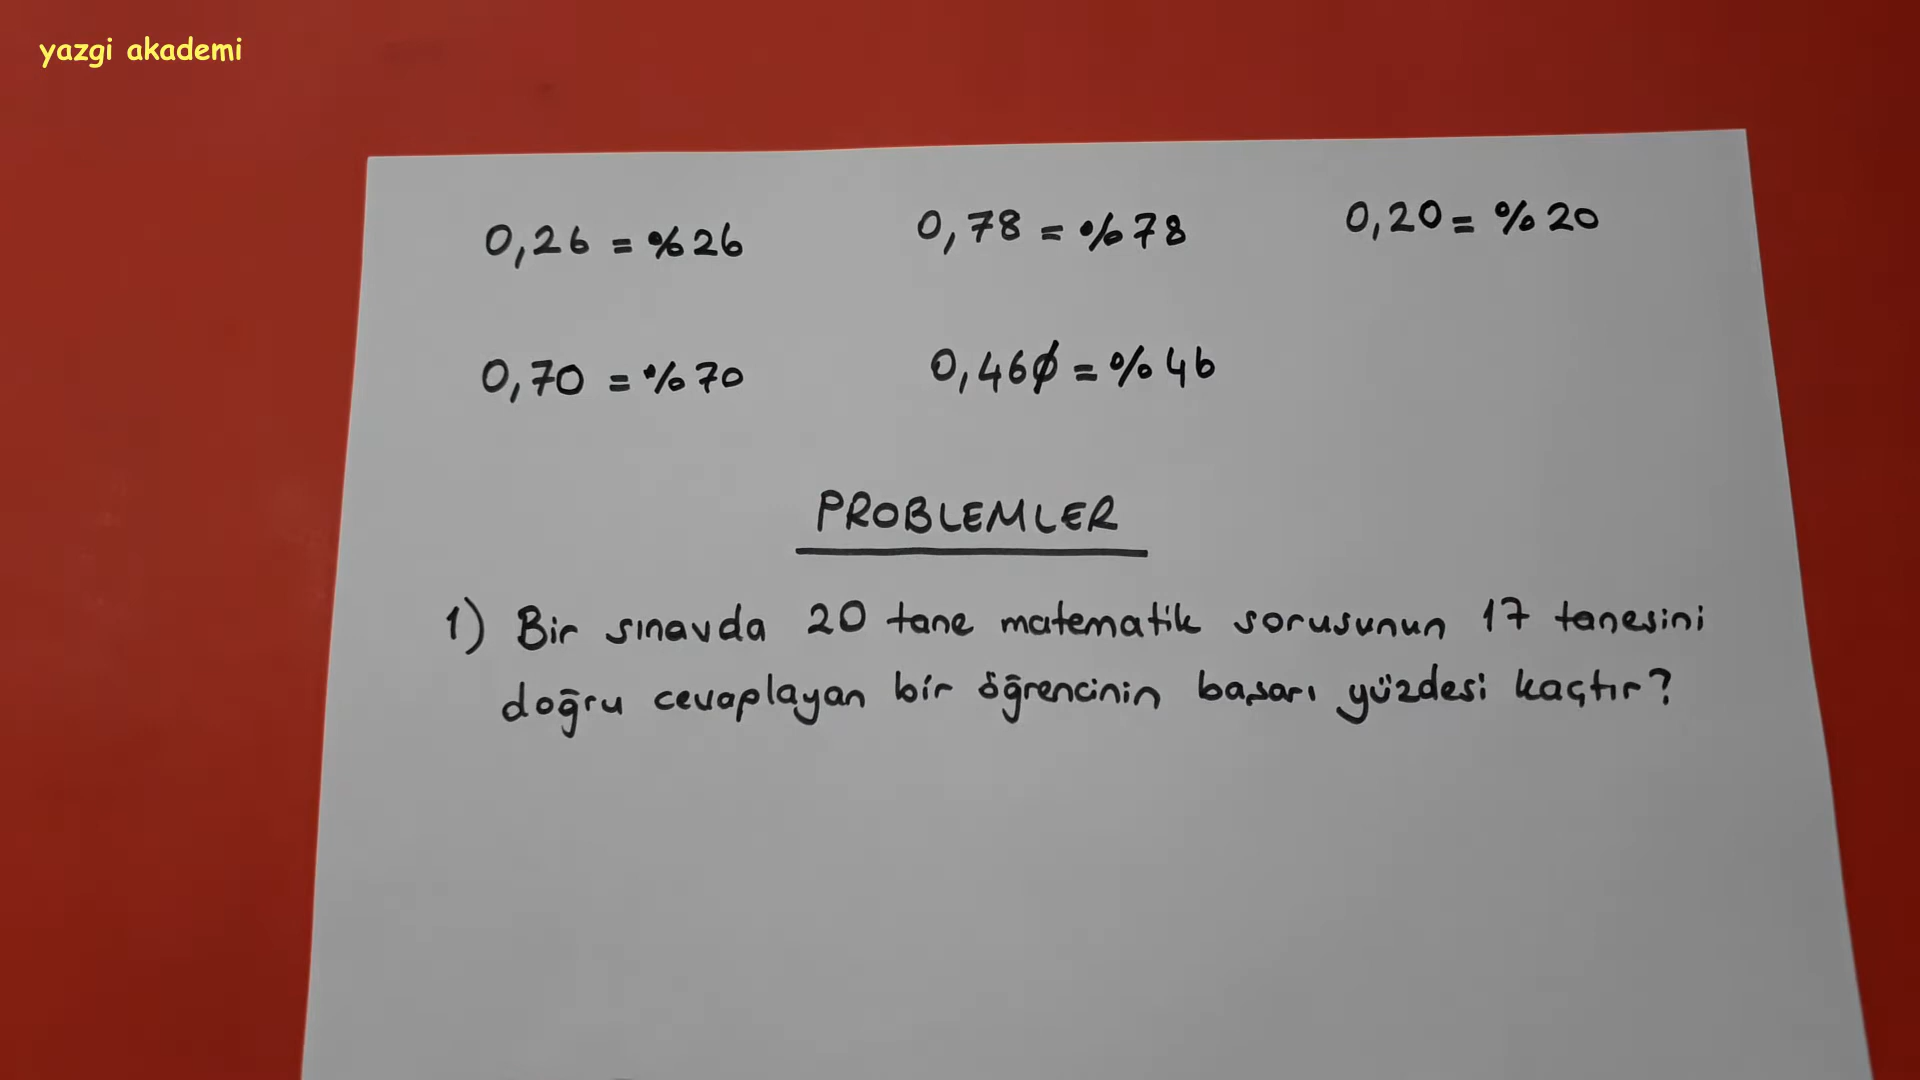 yazgi akademi
0,26 = %26
0,78 = %78
0,20 = %20
0,70 = %70
0,460 = %46
PROBLEMLER
1) Bir sınavda 20 tane matematik sorusunun 17 tanesini
doğru cevaplayan bir öğrencinin başarı yüzdesi kaçtır?